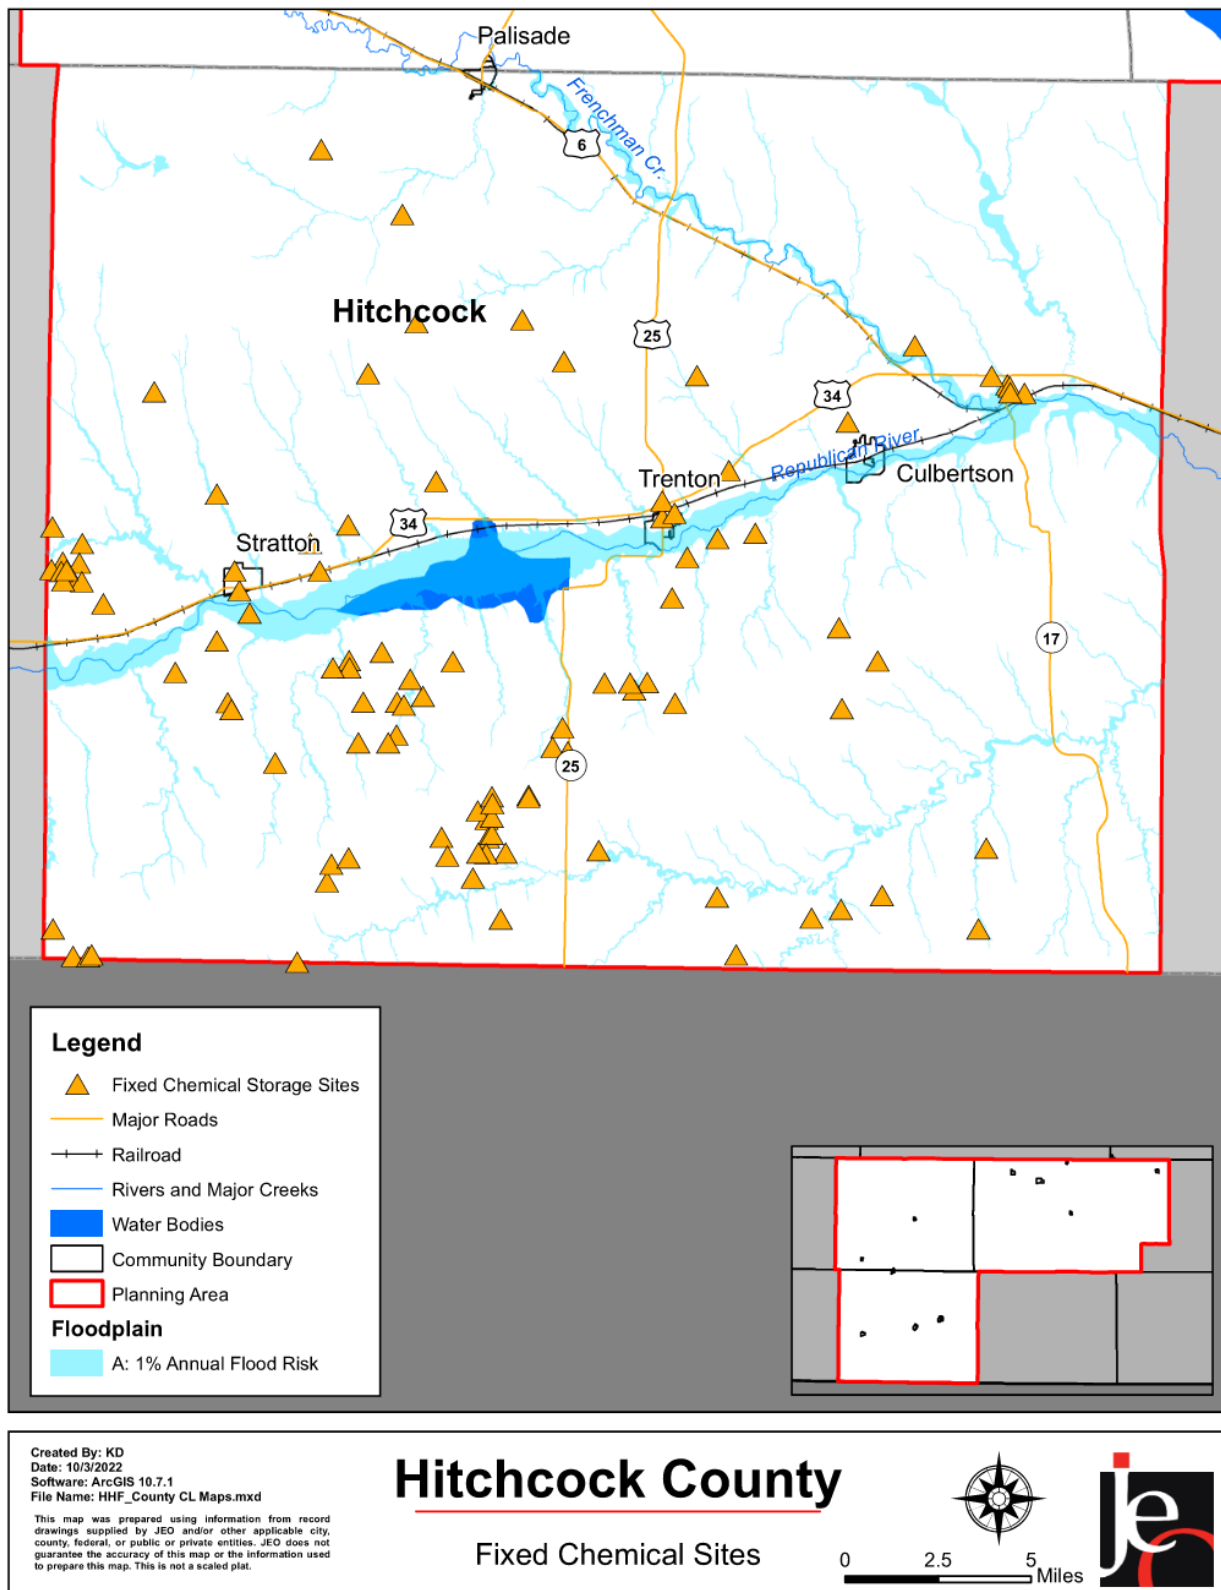 Palisade
Frenchman Cr.
6
Hitchcock
25
34
Republican River
Trenton
Culbertson
34
Stratton
17
25
Legend
Fixed Chemical Storage Sites
Major Roads
Railroad
Rivers and Major Creeks
Water Bodies
Community Boundary
Planning Area
Floodplain
A: 1% Annual Flood Risk
Created By: KD
Date: 10/3/2022
Software: ArcGIS 10.7.1
File Name: HHF_County CL Maps.mxd
This map was prepared using information from record
drawings supplied by JEO and/or other applicable city,
county, federal, or public or private entities. JEO does not
guarantee the accuracy of this map or the information used
to prepare this map. This is not a scaled plat.
Hitchcock County
Fixed Chemical Sites
0 2.5 5
Miles
jeo